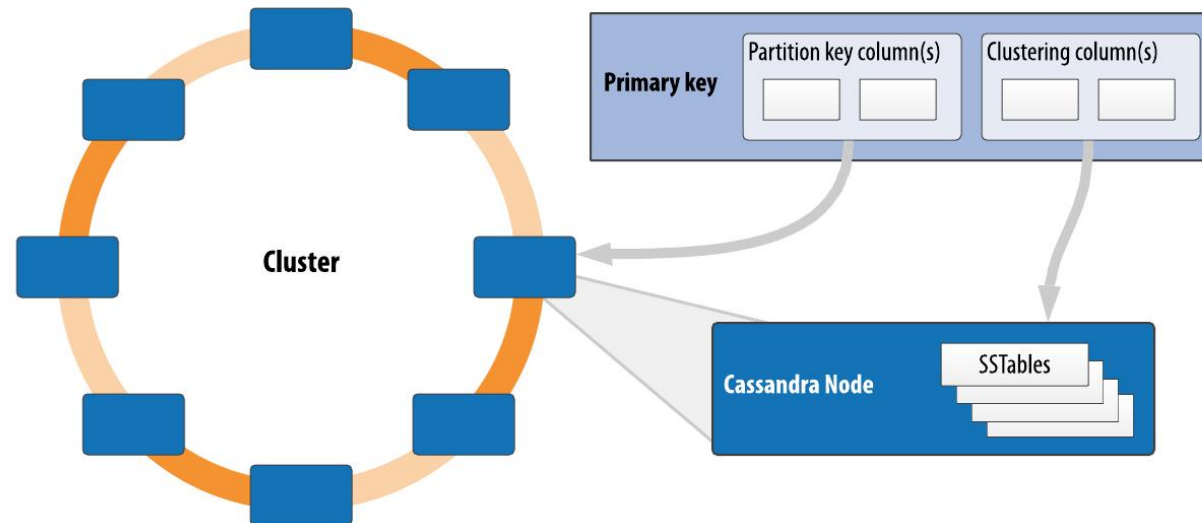 Partition key column(s)
Clustering column(s)
Primary key
Cluster
SSTables
Cassandra Node